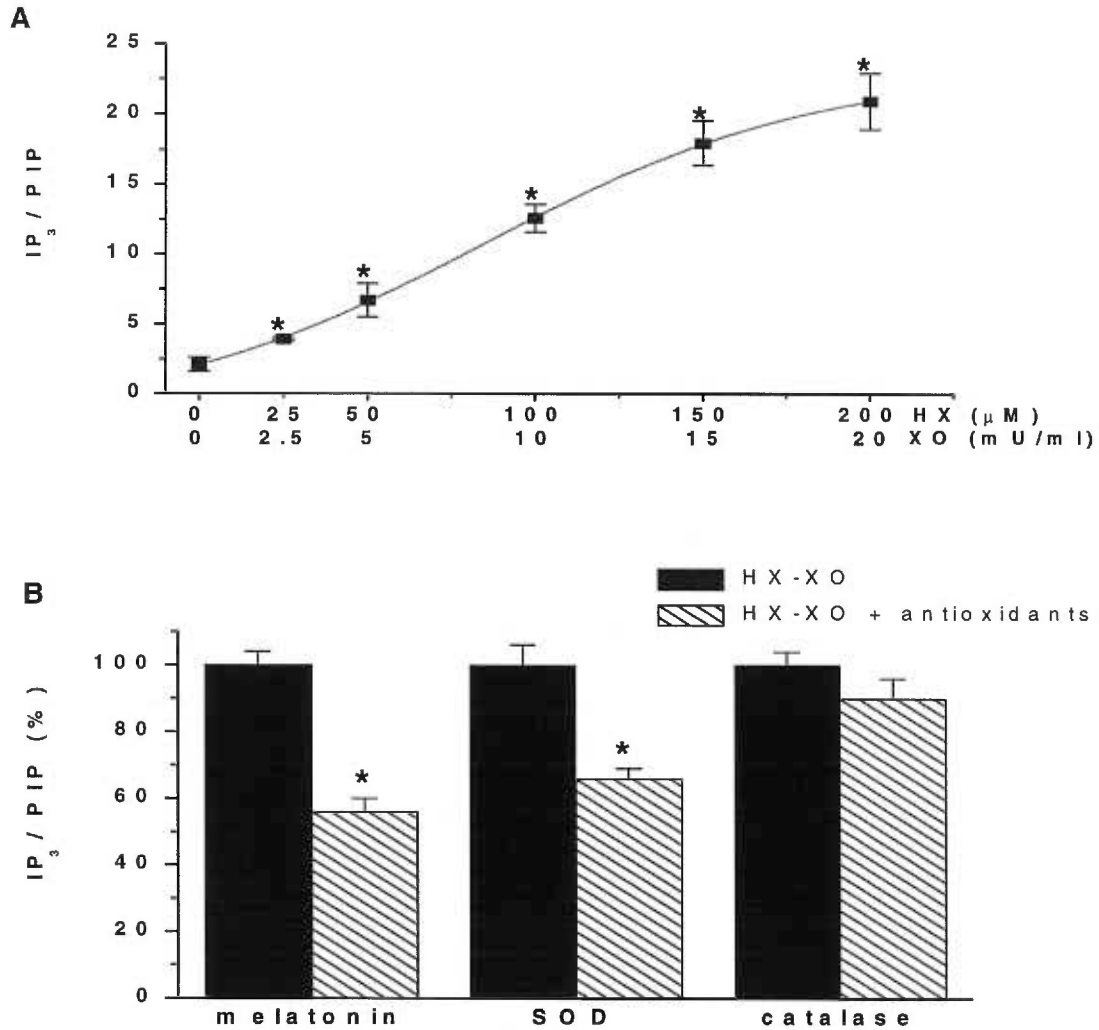 A
25
20
15
10
5
0
IP3 / PIP
*
*
*
*
*
0 25 50 100 150 200 HX (μM)
0 2.5 5 10 15 20 XO (mU/ml)
B
HX-XO
HX-XO + antioxidants
100
80
60
40
20
0
IP3 / PIP (%)
*
*
melatonin SOD catalase